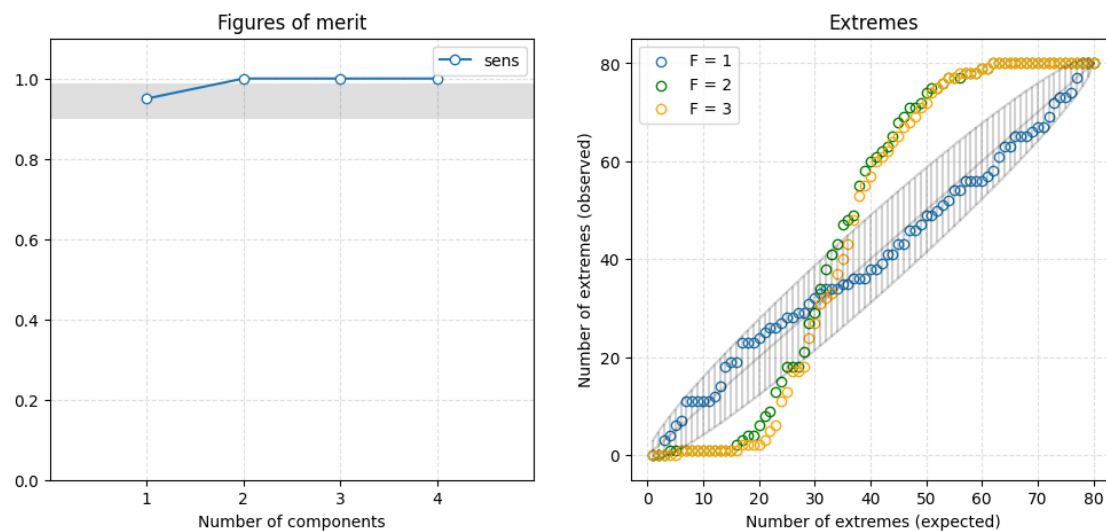 Figures of merit
sens
1.0
0.8
0.6
0.4
0.2
0.0
1 2 3 4
Number of components
Extremes
F = 1
F = 2
F = 3
80
60
40
20
0
Number of extremes (observed)
0 10 20 30 40 50 60 70 80
Number of extremes (expected)